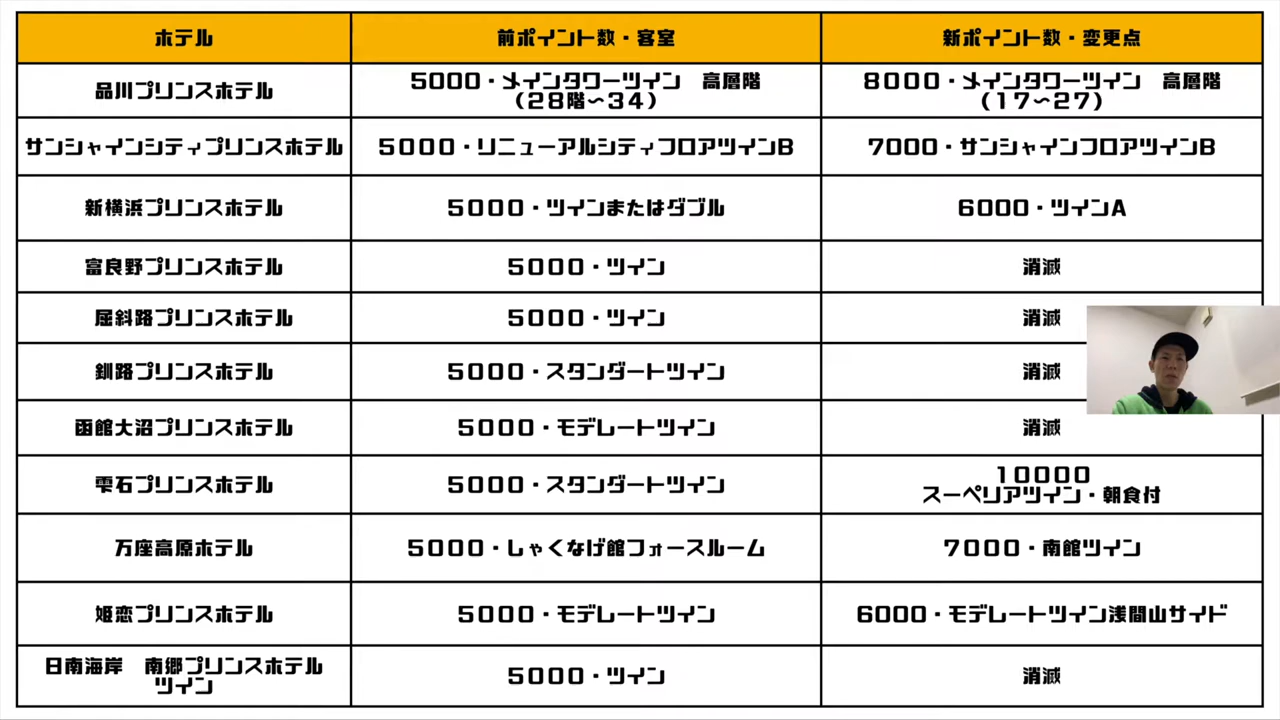 ホテル
前ポイント数・客室
新ポイント数・変更点
品川プリンスホテル
5000・メインタワーツイン 高層階
(28階〜34)
8000・メインタワーツイン 高層階
(17〜27)
サンシャインシティプリンスホテル
5000・リニューアルシティフロアツインB
7000・サンシャインフロアツインB
新横浜プリンスホテル
5000・ツインまたはダブル
6000・ツインA
富良野プリンスホテル
5000・ツイン
消滅
屈斜路プリンスホテル
5000・ツイン
消滅
釧路プリンスホテル
5000・スタンダートツイン
消滅
函館大沼プリンスホテル
5000・モデレートツイン
消滅
雫石プリンスホテル
5000・スタンダートツイン
10000
スーペリアツイン・朝食付
万座高原ホテル
5000・しゃくなげ館フォースルーム
7000・南館ツイン
姫恋プリンスホテル
5000・モデレートツイン
6000・モデレートツイン浅間山サイド
日南海岸 南郷プリンスホテル
ツイン
5000・ツイン
消滅